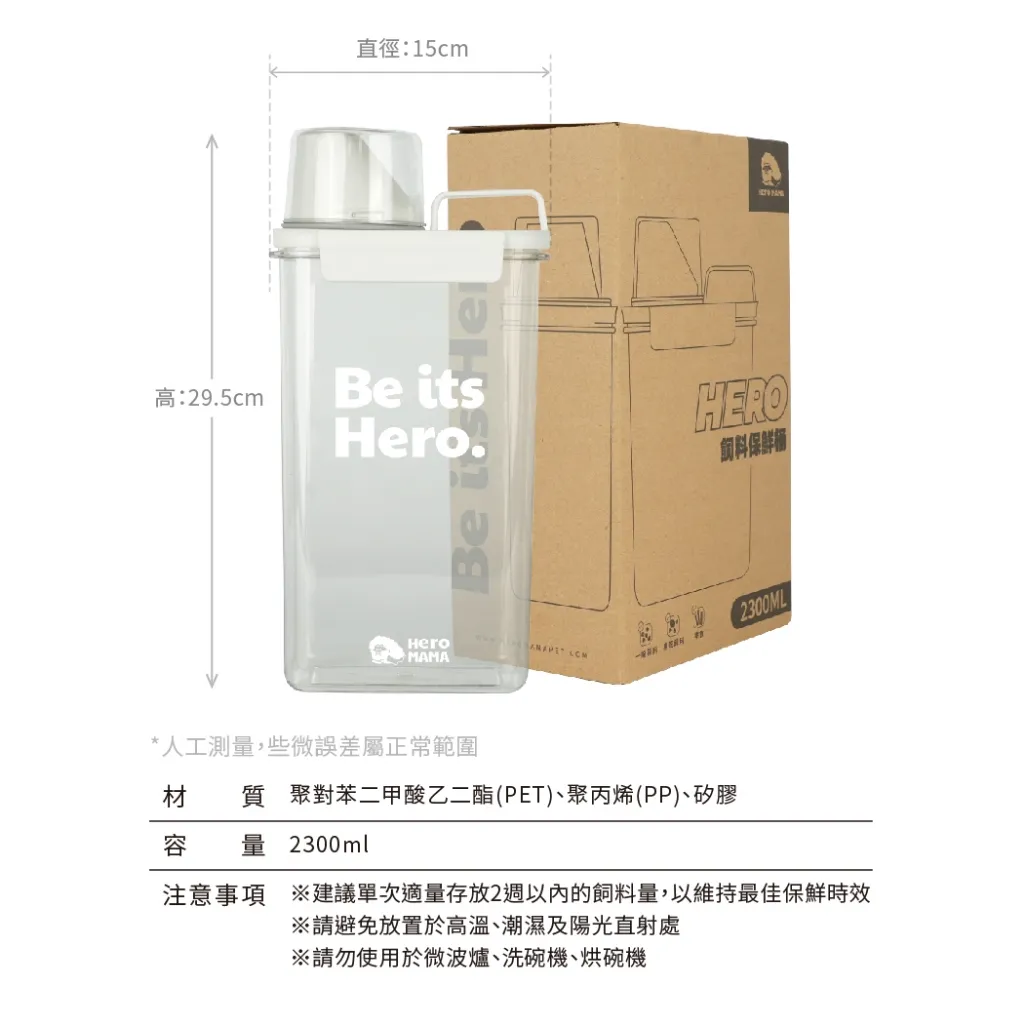 直徑：15cm
高：29.5cm
Be its
Hero.
Be its Her
Hero
MAMA
HERO MAMA
HERO
飼料保鮮桶
2300ML
*人工測量，些微誤差屬正常範圍
材質 聚對苯二甲酸乙二酯(PET)、聚丙烯(PP)、矽膠
容量 2300ml
注意事項 ※建議單次適量存放2週以內的飼料量，以維持最佳保鮮時效
※請避免放置於高溫、潮濕及陽光直射處
※請勿使用於微波爐、洗碗機、烘碗機